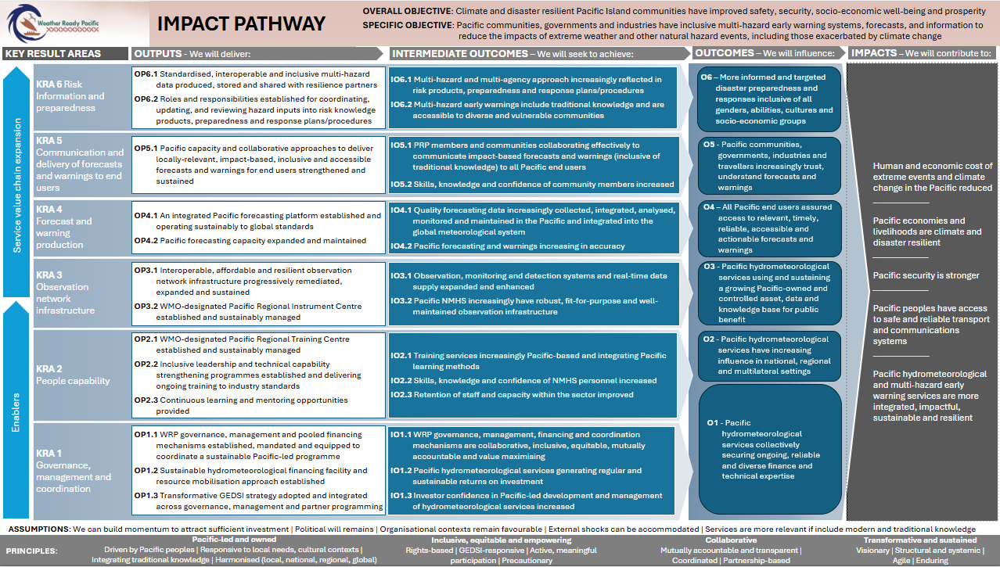 Weather Ready Pacific
IMPACT PATHWAY
OVERALL OBJECTIVE: Climate and disaster resilient Pacific Island communities have improved safety, security, socio-economic well-being and prosperity
SPECIFIC OBJECTIVE: Pacific communities, governments and industries have inclusive multi-hazard early warning systems, forecasts, and information to
reduce the impacts of extreme weather and other natural hazard events, including those exacerbated by climate change
KEY RESULT AREAS
OUTPUTS - We will deliver:
INTERMEDIATE OUTCOMES – We will seek to achieve:
OUTCOMES – We will influence:
IMPACTS – We will contribute to:
Service value chain expansion
KRA 6 Risk
Information and
preparedness
OP6.1 Standardised, interoperable and inclusive multi-hazard
data produced, stored and shared with resilience partners
OP6.2 Roles and responsibilities established for coordinating,
updating, and reviewing hazard inputs into risk knowledge
products, preparedness and response plans/procedures
IO6.1 Multi-hazard and multi-agency approach increasingly reflected in
risk products, preparedness and response plans/procedures
IO6.2 Multi-hazard early warnings include traditional knowledge and are
accessible to diverse and vulnerable communities
O6 – More informed and targeted
disaster preparedness and
responses inclusive of all
genders, abilities, cultures and
socio-economic groups
KRA 5
Communication and
delivery of forecasts
and warnings to end
users
OP5.1 Pacific capacity and collaborative approaches to deliver
locally-relevant, impact-based, inclusive and accessible
forecasts and warnings for end users strengthened and
sustained
IO5.1 PRP members and communities collaborating effectively to
communicate impact-based forecasts and warnings (inclusive of
traditional knowledge) to all Pacific end users
IO5.2 Skills, knowledge and confidence of community members increased
O5 - Pacific communities,
governments, industries and
travellers increasingly trust,
understand forecasts and
warnings
KRA 4
Forecast and
warning
production
OP4.1 An integrated Pacific forecasting platform established and
operating sustainably to global standards
OP4.2 Pacific forecasting capacity expanded and maintained
IO4.1 Quality forecasting data increasingly collected, integrated, analysed,
monitored and maintained in the Pacific and integrated into the
global meteorological system
IO4.2 Pacific forecasting and warnings increasing in accuracy
O4 – All Pacific end users assured
access to relevant, timely,
reliable, accessible and
actionable forecasts and
warnings
KRA 3
Observation
network
infrastructure
OP3.1 Interoperable, affordable and resilient observation
network infrastructure progressively remediated,
expanded and sustained
OP3.2 WMO-designated Pacific Regional Instrument Centre
established and sustainably managed
IO3.1 Observation, monitoring and detection systems and real-time data
supply expanded and enhanced
IO3.2 Pacific NMHS increasingly have robust, fit-for-purpose and well-
maintained observation infrastructure
O3 - Pacific hydrometeorological
services using and sustaining
a growing Pacific-owned and
controlled asset, data and
knowledge base for public
benefit
Enablers
KRA 2
People capability
OP2.1 WMO-designated Pacific Regional Training Centre
established and sustainably managed
OP2.2 Inclusive leadership and technical capability
strengthening programmes established and delivering
ongoing training to industry standards
OP2.3 Continuous learning and mentoring opportunities
provided
IO2.1 Training services increasingly Pacific-based and integrating Pacific
learning methods
IO2.2 Skills, knowledge and confidence of NMHS personnel increased
IO2.3 Retention of staff and capacity within the sector improved
O2 - Pacific hydrometeorological
services have increasing
influence in national, regional
and multilateral settings
KRA 1
Governance,
management and
coordination
OP1.1 WRP governance, management and pooled financing
mechanisms established, mandated and equipped to
coordinate a sustainable Pacific-led programme
OP1.2 Sustainable hydrometeorological financing facility and
resource mobilisation approach established
OP1.3 Transformative GEDSI strategy adopted and integrated
across governance, management and partner programming
IO1.1 WRP governance, management, financing and coordination
mechanisms are collaborative, inclusive, equitable, mutually
accountable and value maximising
IO1.2 Pacific hydrometeorological services generating regular and
sustainable returns on investment
IO1.3 Investor confidence in Pacific-led development and management
of hydrometeorological services increased
O1 - Pacific
hydrometeorological
services collectively
securing ongoing, reliable
and diverse finance and
technical expertise
Human and economic cost of
extreme events and climate
change in the Pacific reduced
Pacific economies and
livelihoods are climate and
disaster resilient
Pacific security is stronger
Pacific peoples have access
to safe and reliable transport
and communications
systems
Pacific hydrometeorological
and multi-hazard early
warning services are more
integrated, impactful,
sustainable and resilient
ASSUMPTIONS: We can build momentum to attract sufficient investment | Political will remains | Organisational contexts remain favourable | External shocks can be accommodated | Services are more relevant if include modern and traditional knowledge
PRINCIPLES:
Pacific-led and owned
Driven by Pacific peoples | Responsive to local needs, cultural contexts |
Integrating traditional knowledge | Harmonised (local, national, regional, global)
Inclusive, equitable and empowering
Rights-based | GEDSI-responsive | Active, meaningful
participation | Precautionary
Collaborative
Mutually accountable and transparent |
Coordinated | Partnership-based
Transformative and sustained
Visionary | Structural and systemic |
Agile | Enduring